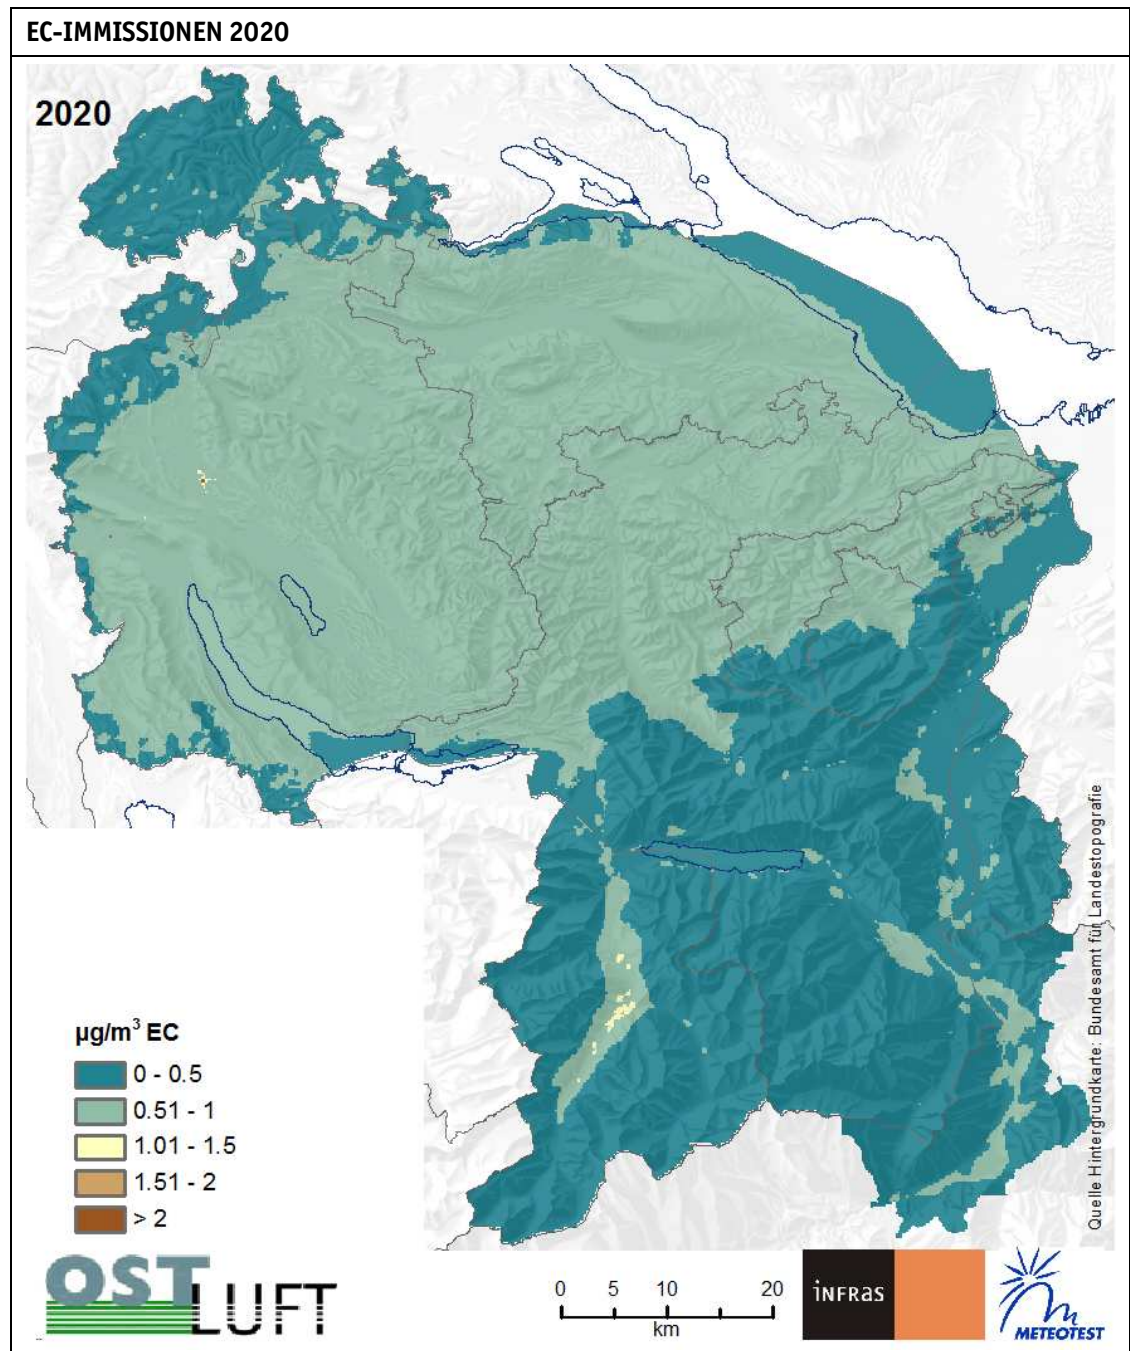 EC-IMMISSIONEN 2020
2020
µg/m³ EC
0 - 0.5
0.51 - 1
1.01 - 1.5
1.51 - 2
> 2
Quelle Hintergrundkarte: Bundesamt für Landestopografie
OST
LUFT
0 5 10 20
km
iNFRAS
METEOTEST